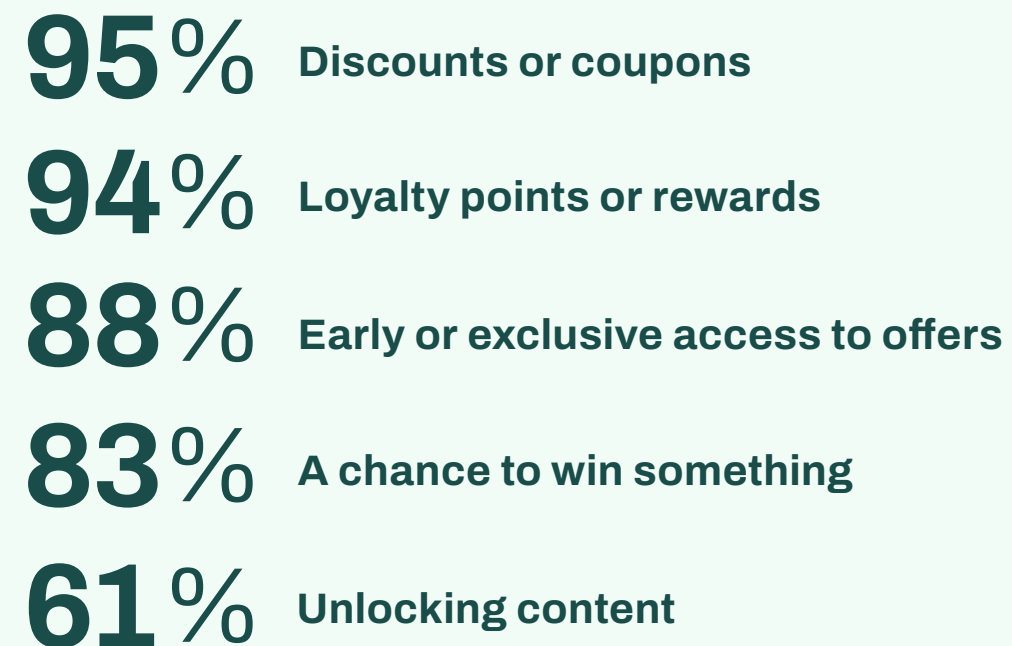 95% Discounts or coupons
94% Loyalty points or rewards
88% Early or exclusive access to offers
83% A chance to win something
61% Unlocking content